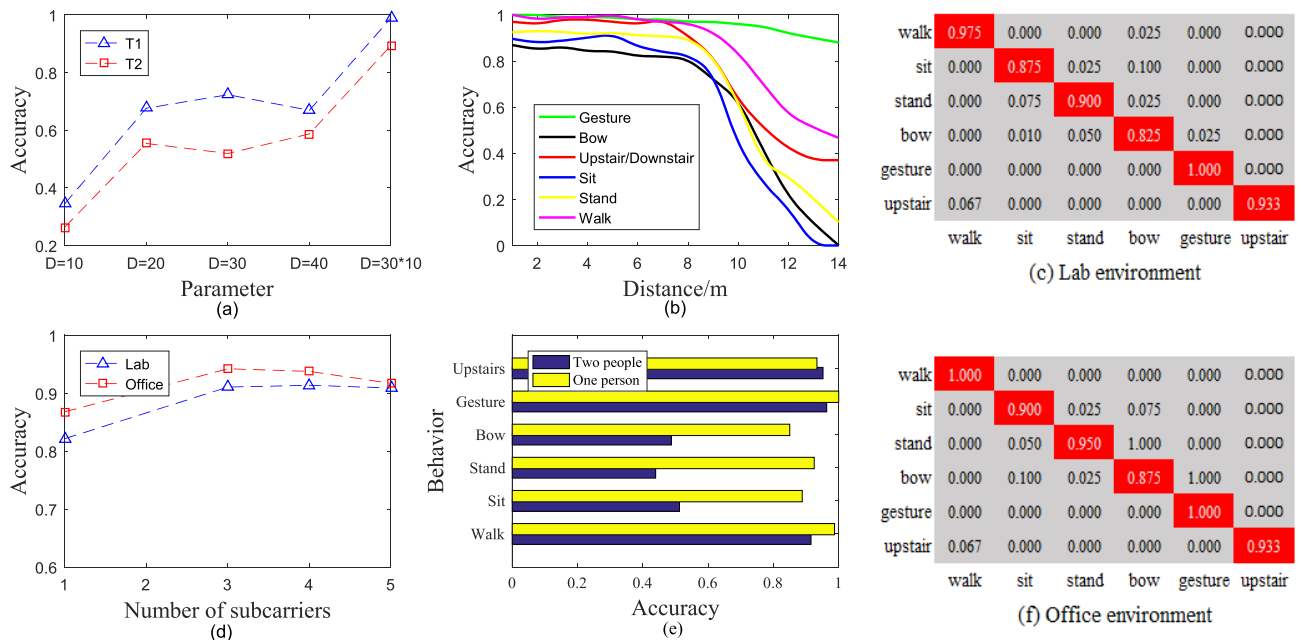 1
0.8
0.6
0.4
0.2
Accuracy
T1
T2
D=10 D=20 D=30 D=40 D=30*10
Parameter
(a)
1
0.8
0.6
0.4
0.2
0
Accuracy
Gesture
Bow
Upstair/Downstair
Sit
Stand
Walk
2 4 6 8 10 12 14
Distance/m
(b)
walk 0.975 0.000 0.000 0.025 0.000 0.000
sit 0.000 0.875 0.025 0.100 0.000 0.000
stand 0.000 0.075 0.900 0.025 0.000 0.000
bow 0.000 0.010 0.050 0.825 0.025 0.000
gesture 0.000 0.000 0.000 0.000 1.000 0.000
upstair 0.067 0.000 0.000 0.000 0.000 0.933
walk sit stand bow gesture upstair
(c) Lab environment
1
0.9
0.8
0.7
0.6
Accuracy
Lab
Office
1 2 3 4 5
Number of subcarriers
(d)
Behavior
Two people
One person
Upstairs
Gesture
Bow
Stand
Sit
Walk
0 0.2 0.4 0.6 0.8 1
Accuracy
(e)
walk 1.000 0.000 0.000 0.000 0.000 0.000
sit 0.000 0.900 0.025 0.075 0.000 0.000
stand 0.000 0.050 0.950 1.000 0.000 0.000
bow 0.000 0.100 0.025 0.875 1.000 0.000
gesture 0.000 0.000 0.000 0.000 1.000 0.000
upstair 0.067 0.000 0.000 0.000 0.000 0.933
walk sit stand bow gesture upstair
(f) Office environment